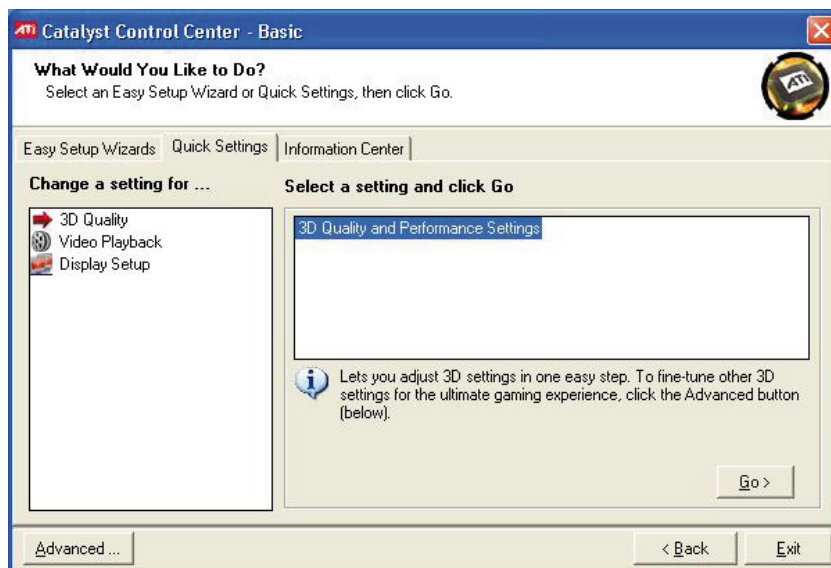 ATI Catalyst Control Center - Basic
What Would You Like to Do?
Select an Easy Setup Wizard or Quick Settings, then click Go.
ATI
Easy Setup Wizards Quick Settings Information Center
Change a setting for ...
3D Quality
Video Playback
Display Setup
Select a setting and click Go
3D Quality and Performance Settings
Lets you adjust 3D settings in one easy step. To fine-tune other 3D
settings for the ultimate gaming experience, click the Advanced button
(below).
Go >
Advanced ...
< Back
Exit